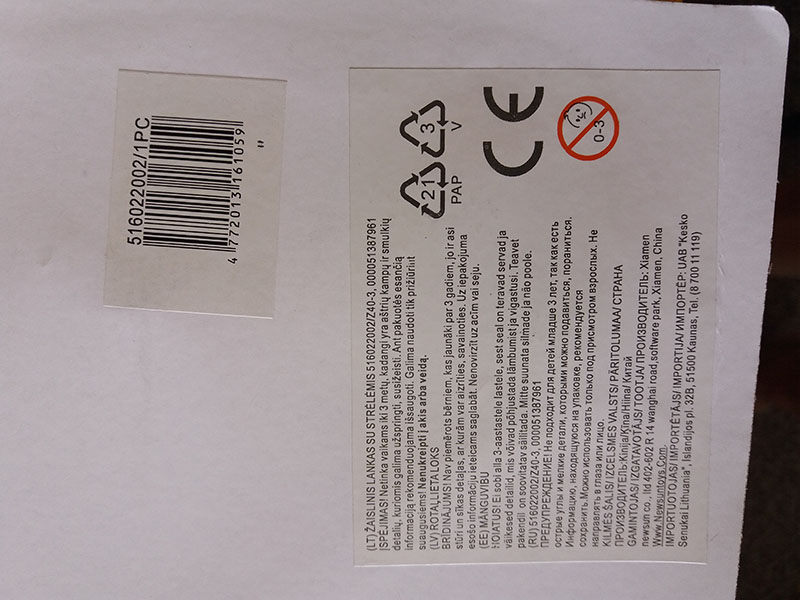 516022002/1PC
4 772013 161059
(LT) ŽAISLINIS LANKAS SU STRĖLĖMIS 516022002/Z40-3, 000051387961
ĮSPĖJIMAS! Netinka vaikams iki 3 metų, kadangi yra aštrių kampų ir smulkių
detalių, kuriomis galima užspringti, susižeisti. Ant pakuotės esančią
informaciją rekomenduojama išsaugoti. Galima naudoti tik prižiūrint
suaugusiems! Nenukreipti į akis arba veidą.
(LV) ROTAĻLIETA LOKS
BRĪDINĀJUMS! Nav piemērots bērniem, kas jaunāki par 3 gadiem, jo ir asi
stūri un sīkas detaļas, ar kurām var aizrīties, savainoties. Uz iepakojuma
esošo informāciju ieteicams saglabāt. Nenovirzīt uz acīm vai seju.
(EE) MÄNGUVIBU
HOIATUS! Ei sobi alla 3-aastastele lastele, sest seal on teravad servad ja
väikesed detailid, mis võivad põhjustada lämbumist ja vigastusi. Teavet
pakendil on soovitatav säilitada. Mitte suunata silmade ja näo poole.
(RU) 516022002/Z40-3, 000051387961
ПРЕДУПРЕЖДЕНИЕ! Не подходит для детей младше 3 лет, так как есть
острые углы и мелкие детали, которыми можно подавиться, пораниться.
Информацию, находящуюся на упаковке, рекомендуется
сохранить Можно использовать только под присмотром взрослых. Не
направлять в глаза или лицо.
KILMĖS ŠALIS/ IZCELSMES VALSTS/ PÄRITOLUMAA/ СТРАНА
ПРОИЗВОДИТЕЛЬ: Kinija/Ķīna/Hiina/ Китай
GAMINTOJAS/ IZGATAVOTĀJS/ TOOTJA/ПРОИЗВОДИТЕЛЬ: Xiamen
newsun co ., ltd 402-602 R 14 wanghai road,software park, Xiamen, China
Www.Newsuntoys.Com.
IMPORTUOTOJAS/ IMPORTĒTĀJS/ IMPORTIJA/ ИМПОРТЁР: UAB "Kesko
Senukai Lithuania", Islandijos pl. 32B, 51500 Kaunas, Tel. (8 700 11 119)
21
PAP
3
V
CE
0-3